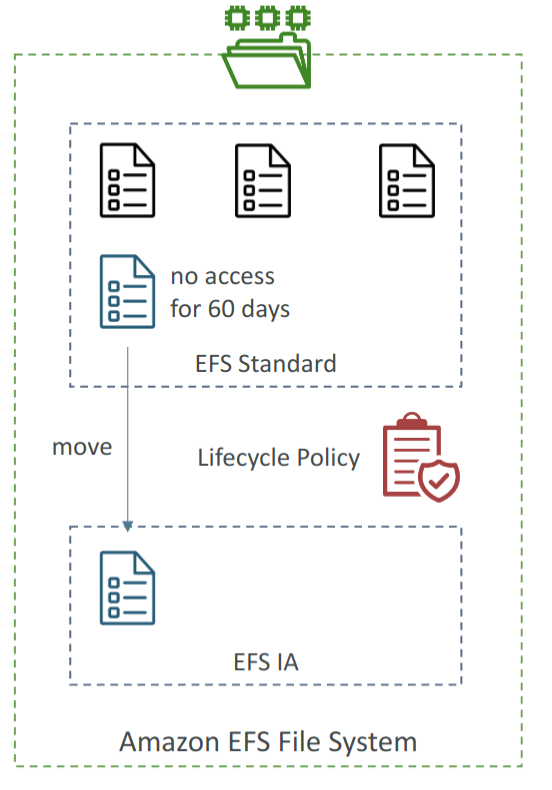 no access
for 60 days
EFS Standard
move
Lifecycle Policy
EFS IA
Amazon EFS File System